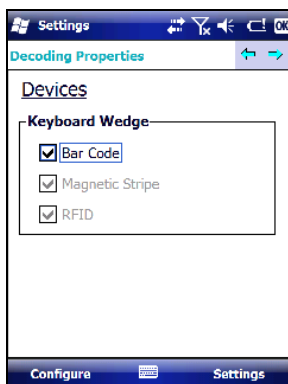 Settings
OK
Decoding Properties
Devices
Keyboard Wedge
Bar Code
Magnetic Stripe
RFID
Configure
Settings